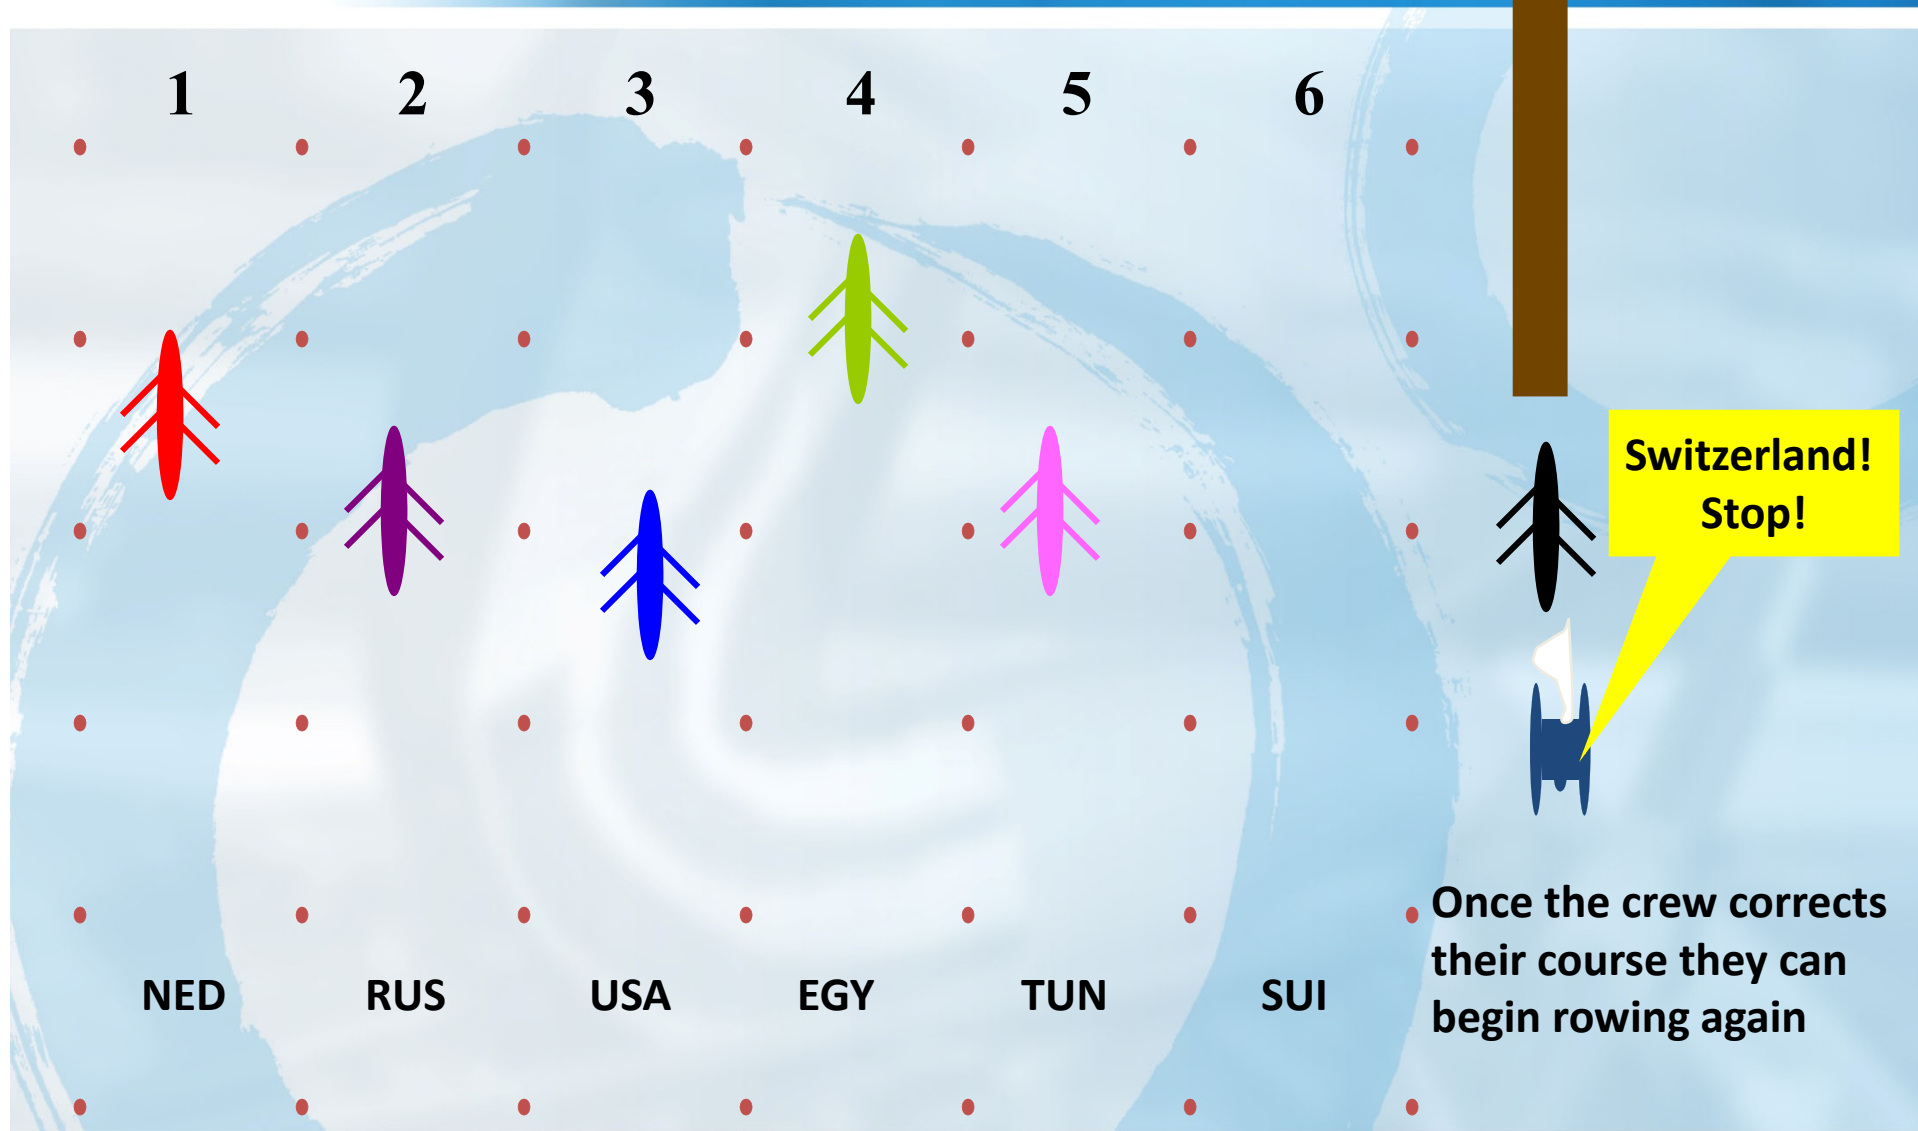 1 2 3 4 5 6
Switzerland!
Stop!
Once the crew corrects
their course they can
begin rowing again
NED RUS USA EGY TUN SUI